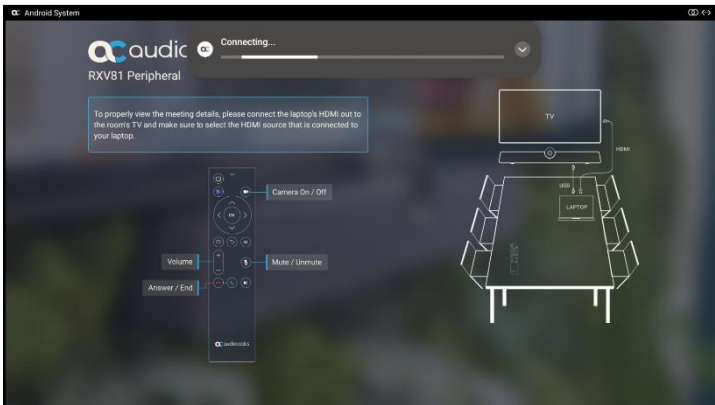 Android System
audic
Connecting...
RXV81 Peripheral
To properly view the meeting details, please connect the laptop's HDMI out to
the room's TV and make sure to select the HDMI source that is connected to
your laptop.
TV
HDMI
USB
LAPTOP
Camera On / Off
OK
Volume
Mute / Unmute
Answer / End
audiocodes